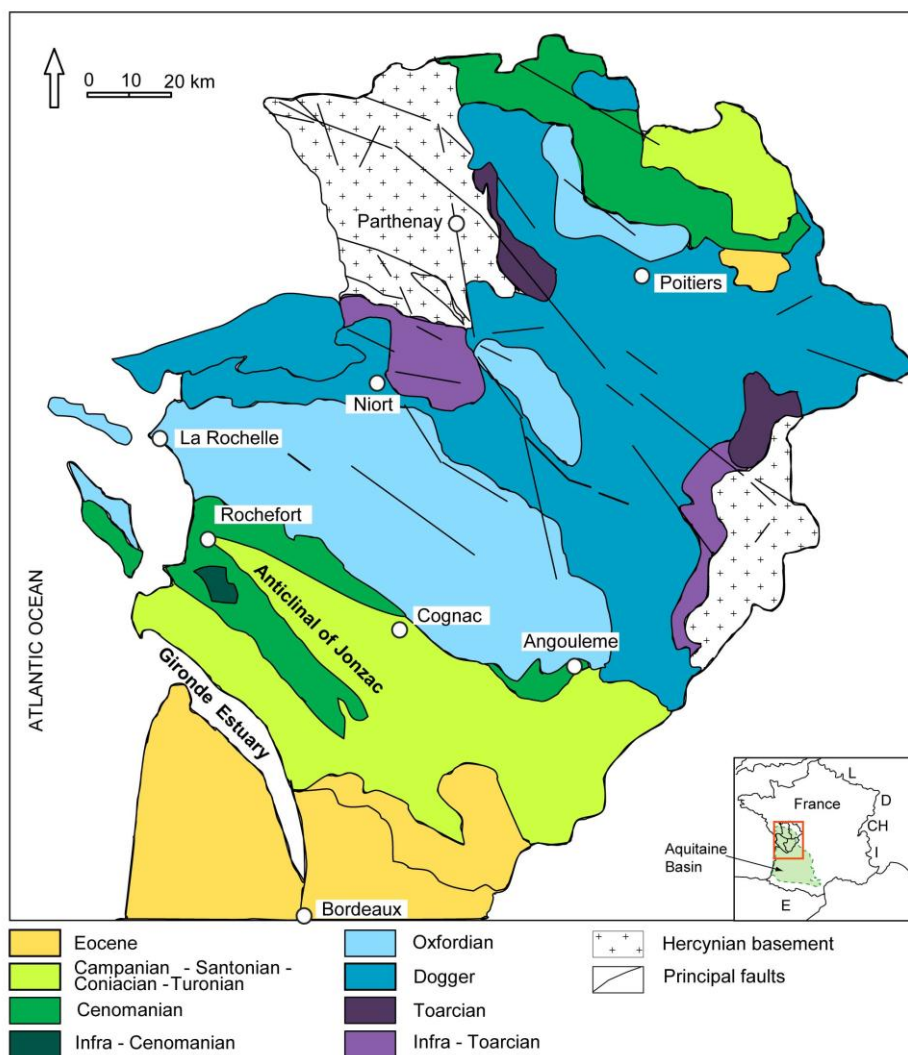 0 10 20 km
Parthenay
Poitiers
Niort
La Rochelle
Rochefort
Anticlinal of Jonzac
Cognac
Angouleme
ATLANTIC OCEAN
Gironde Estuary
Bordeaux
L
France
D
CH
I
Aquitaine
Basin
E
Eocene
Campanian - Santonian -
Coniacian - Turonian
Cenomanian
Infra - Cenomanian
Oxfordian
Dogger
Toarcian
Infra - Toarcian
Hercynian basement
Principal faults